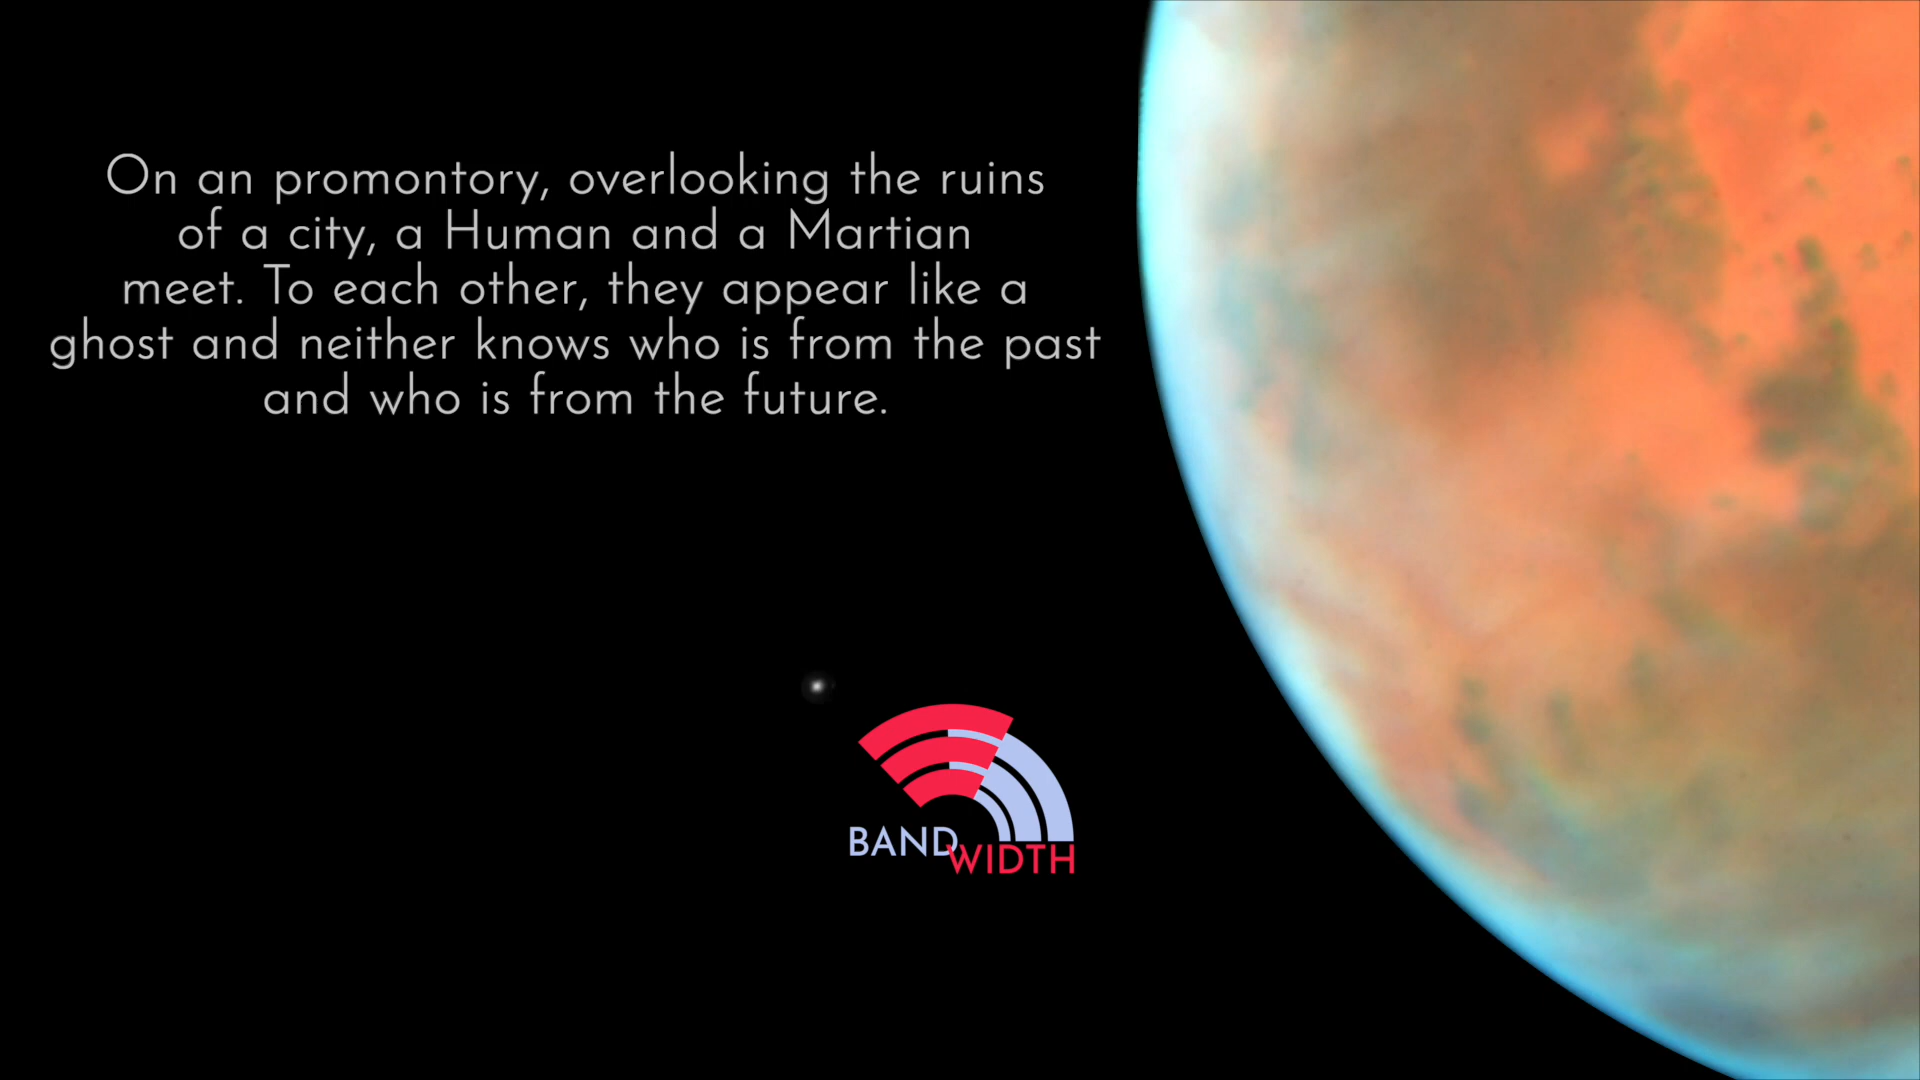 On an promontory, overlooking the ruins
of a city, a Human and a Martian
meet. To each other, they appear like a
ghost and neither knows who is from the past
and who is from the future.
BAND
WIDTH